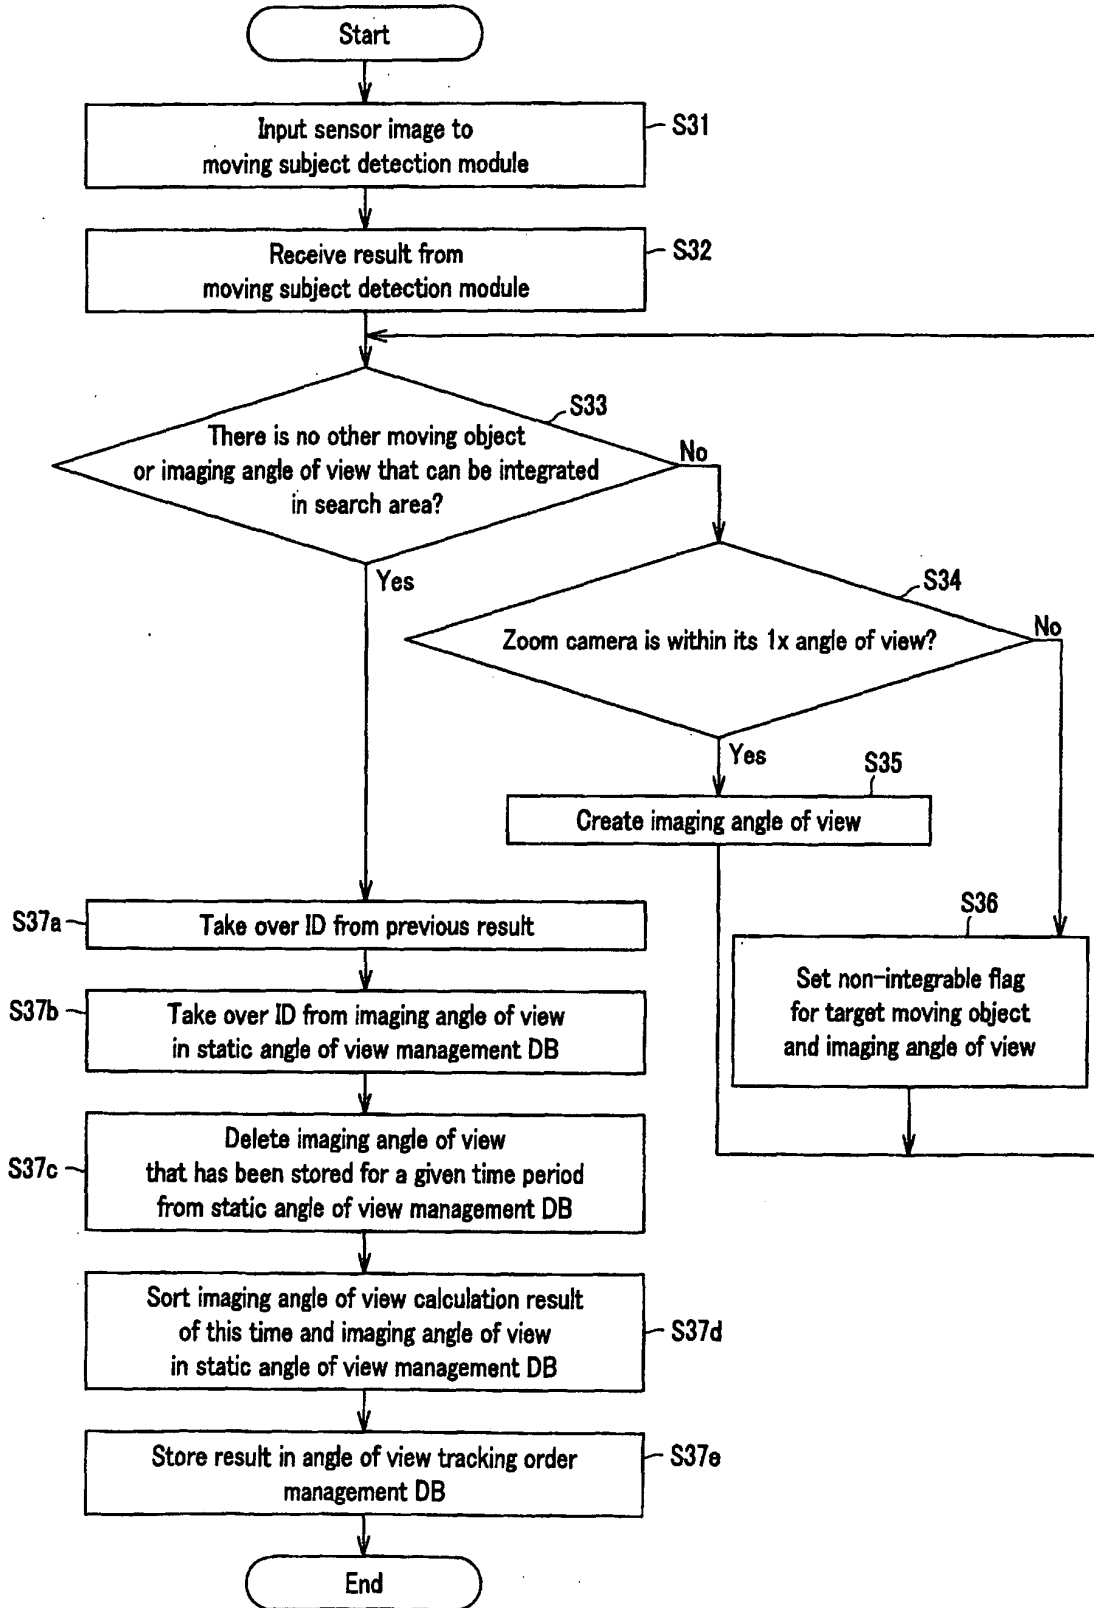 Start
Input sensor image to
moving subject detection module
S31
Receive result from
moving subject detection module
S32
S33
There is no other moving object
or imaging angle of view that can be integrated
in search area?
No
Yes
S34
Zoom camera is within its 1x angle of view?
No
Yes
S35
Create imaging angle of view
S36
Set non-integrable flag
for target moving object
and imaging angle of view
S37a
Take over ID from previous result
S37b
Take over ID from imaging angle of view
in static angle of view management DB
S37c
Delete imaging angle of view
that has been stored for a given time period
from static angle of view management DB
Sort imaging angle of view calculation result
of this time and imaging angle of view
in static angle of view management DB
S37d
Store result in angle of view tracking order
management DB
S37e
End